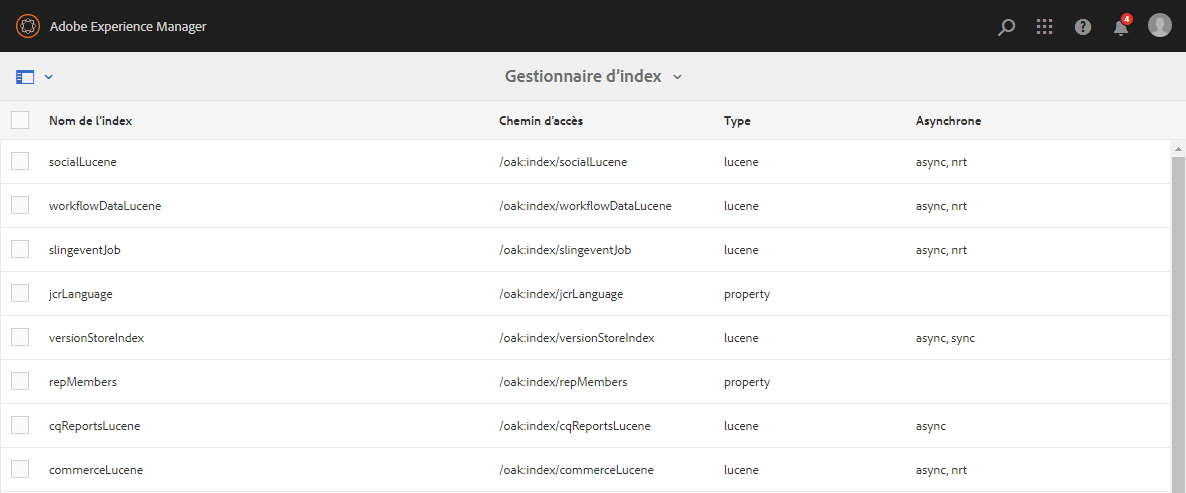 Adobe Experience Manager
4
Gestionnaire d'index
Nom de l'index Chemin d'accès Type Asynchrone
socialLucene /oak:index/socialLucene lucene async, nrt
workflowDataLucene /oak:index/workflowDataLucene lucene async, nrt
slingeventJob /oak:index/slingeventJob lucene async, nrt
jcrLanguage /oak:index/jcrLanguage property
versionStoreIndex /oak:index/versionStoreIndex lucene async, sync
repMembers /oak:index/repMembers property
cqReportsLucene /oak:index/cqReportsLucene lucene async
commerceLucene /oak:index/commerceLucene lucene async, nrt